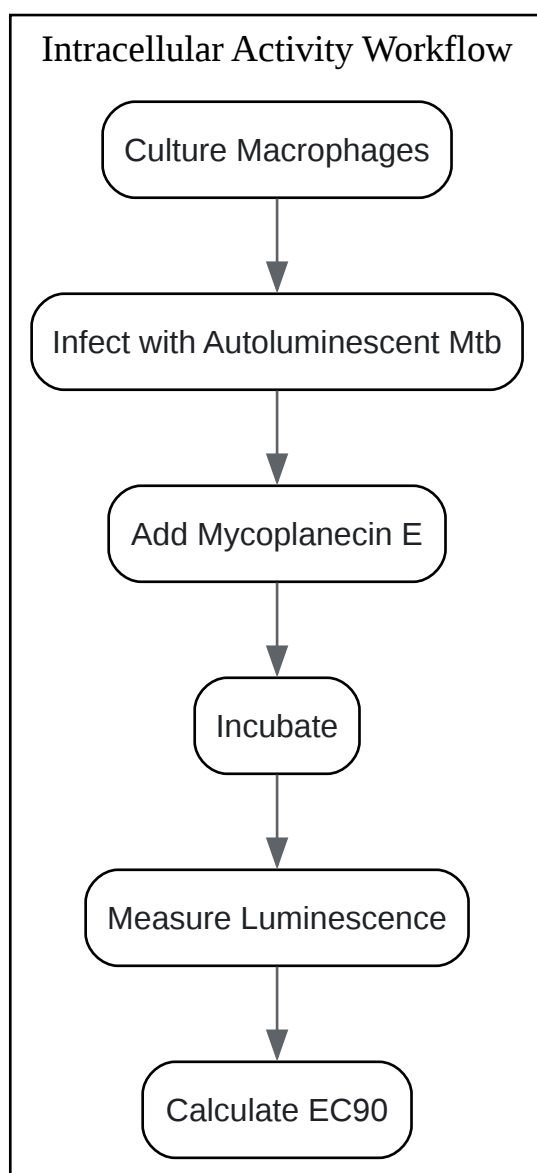 Intracellular Activity Workflow
Culture Macrophages
Infect with Autoluminescent Mtb
Add Mycoplanecin E
Incubate
Measure Luminescence
Calculate EC90